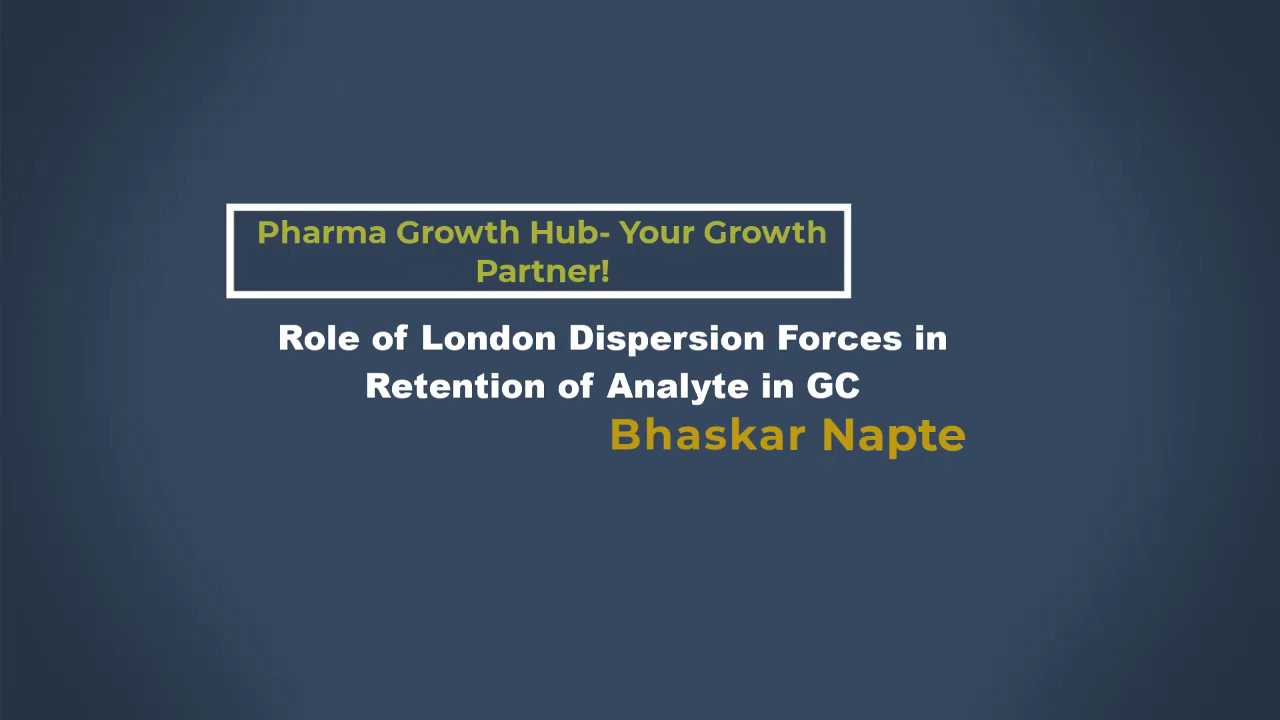 Pharma Growth Hub- Your Growth
Partner!
Role of London Dispersion Forces in
Retention of Analyte in GC
Bhaskar Napte